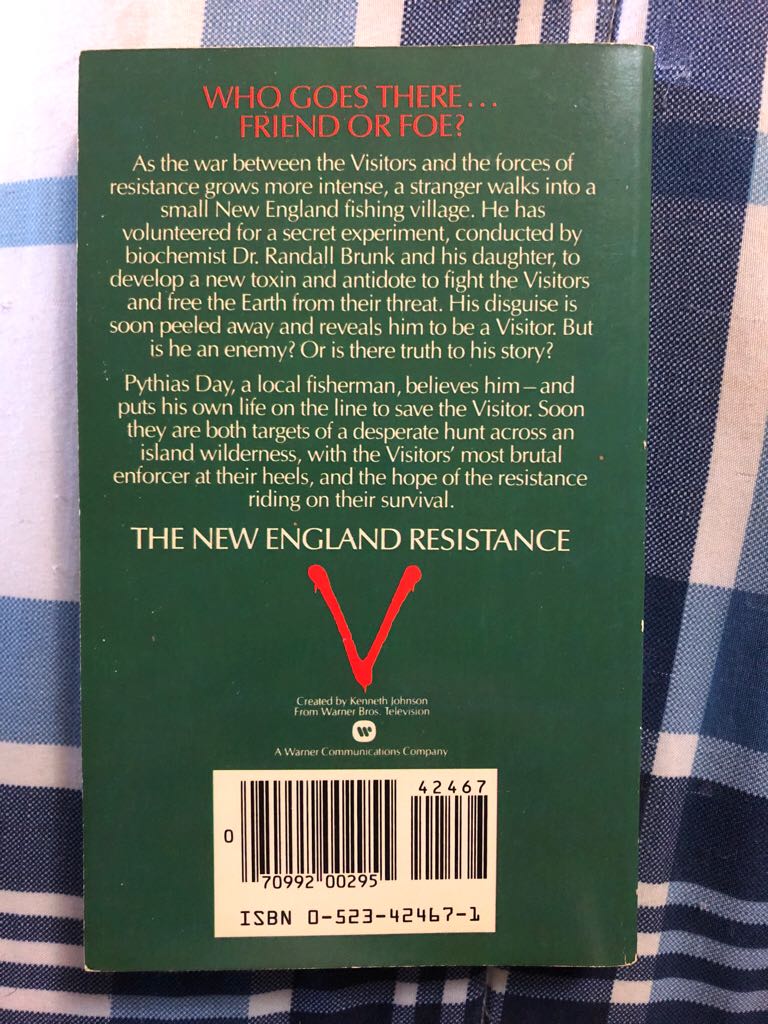 WHO GOES THERE...
FRIEND OR FOE?
As the war between the Visitors and the forces of
resistance grows more intense, a stranger walks into a
small New England fishing village. He has
volunteered for a secret experiment, conducted by
biochemist Dr. Randall Brunk and his daughter, to
develop a new toxin and antidote to fight the Visitors
and free the Earth from their threat. His disguise is
soon peeled away and reveals him to be a Visitor. But
is he an enemy? Or is there truth to his story?
Pythias Day, a local fisherman, believes him—and
puts his own life on the line to save the Visitor. Soon
they are both targets of a desperate hunt across an
island wilderness, with the Visitors' most brutal
enforcer at their heels, and the hope of the resistance
riding on their survival.
THE NEW ENGLAND RESISTANCE
V
Created by Kenneth Johnson
From Warner Bros. Television
W
A Warner Communications Company
42467
0
70992 00295
ISBN 0-523-42467-1